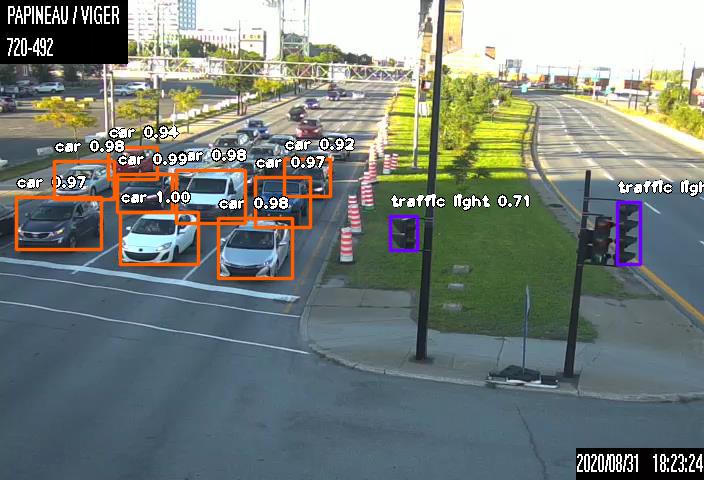 PAPINEAU / VIGER
720-492
car 0.94
car 0.98
car 0.92
car 0.99
car 0.98
car 0.97
car 0.97
car 1.00
car 0.98
traffic light 0.71
traffic ligh
2020/08/31 18:23:24